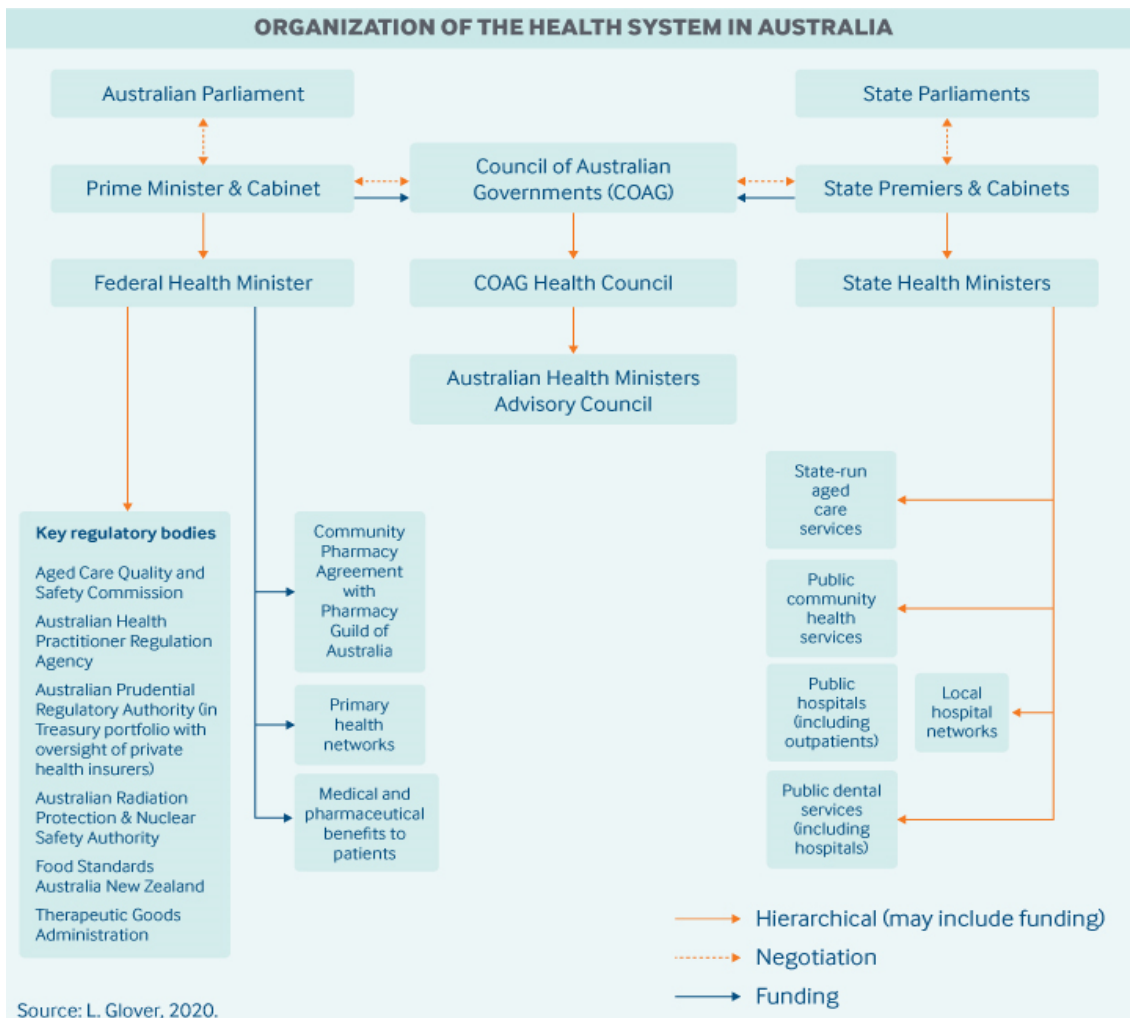 ORGANIZATION OF THE HEALTH SYSTEM IN AUSTRALIA
Australian Parliament
State Parliaments
Prime Minister & Cabinet
Council of Australian
Governments (COAG)
State Premiers & Cabinets
Federal Health Minister
COAG Health Council
State Health Ministers
Australian Health Ministers
Advisory Council
Key regulatory bodies
Aged Care Quality and
Safety Commission
Australian Health
Practitioner Regulation
Agency
Australian Prudential
Regulatory Authority (in
Treasury portfolio with
oversight of private
health insurers)
Australian Radiation
Protection & Nuclear
Safety Authority
Food Standards
Australia New Zealand
Therapeutic Goods
Administration
Community
Pharmacy
Agreement
with
Pharmacy
Guild of
Australia
Primary
health
networks
Medical and
pharmaceutical
benefits to
patients
State-run
aged
care
services
Public
community
health
services
Public
hospitals
(including
outpatients)
Local
hospital
networks
Public dental
services
(including
hospitals)
Hierarchical (may include funding)
Negotiation
Funding
Source: L. Glover, 2020.